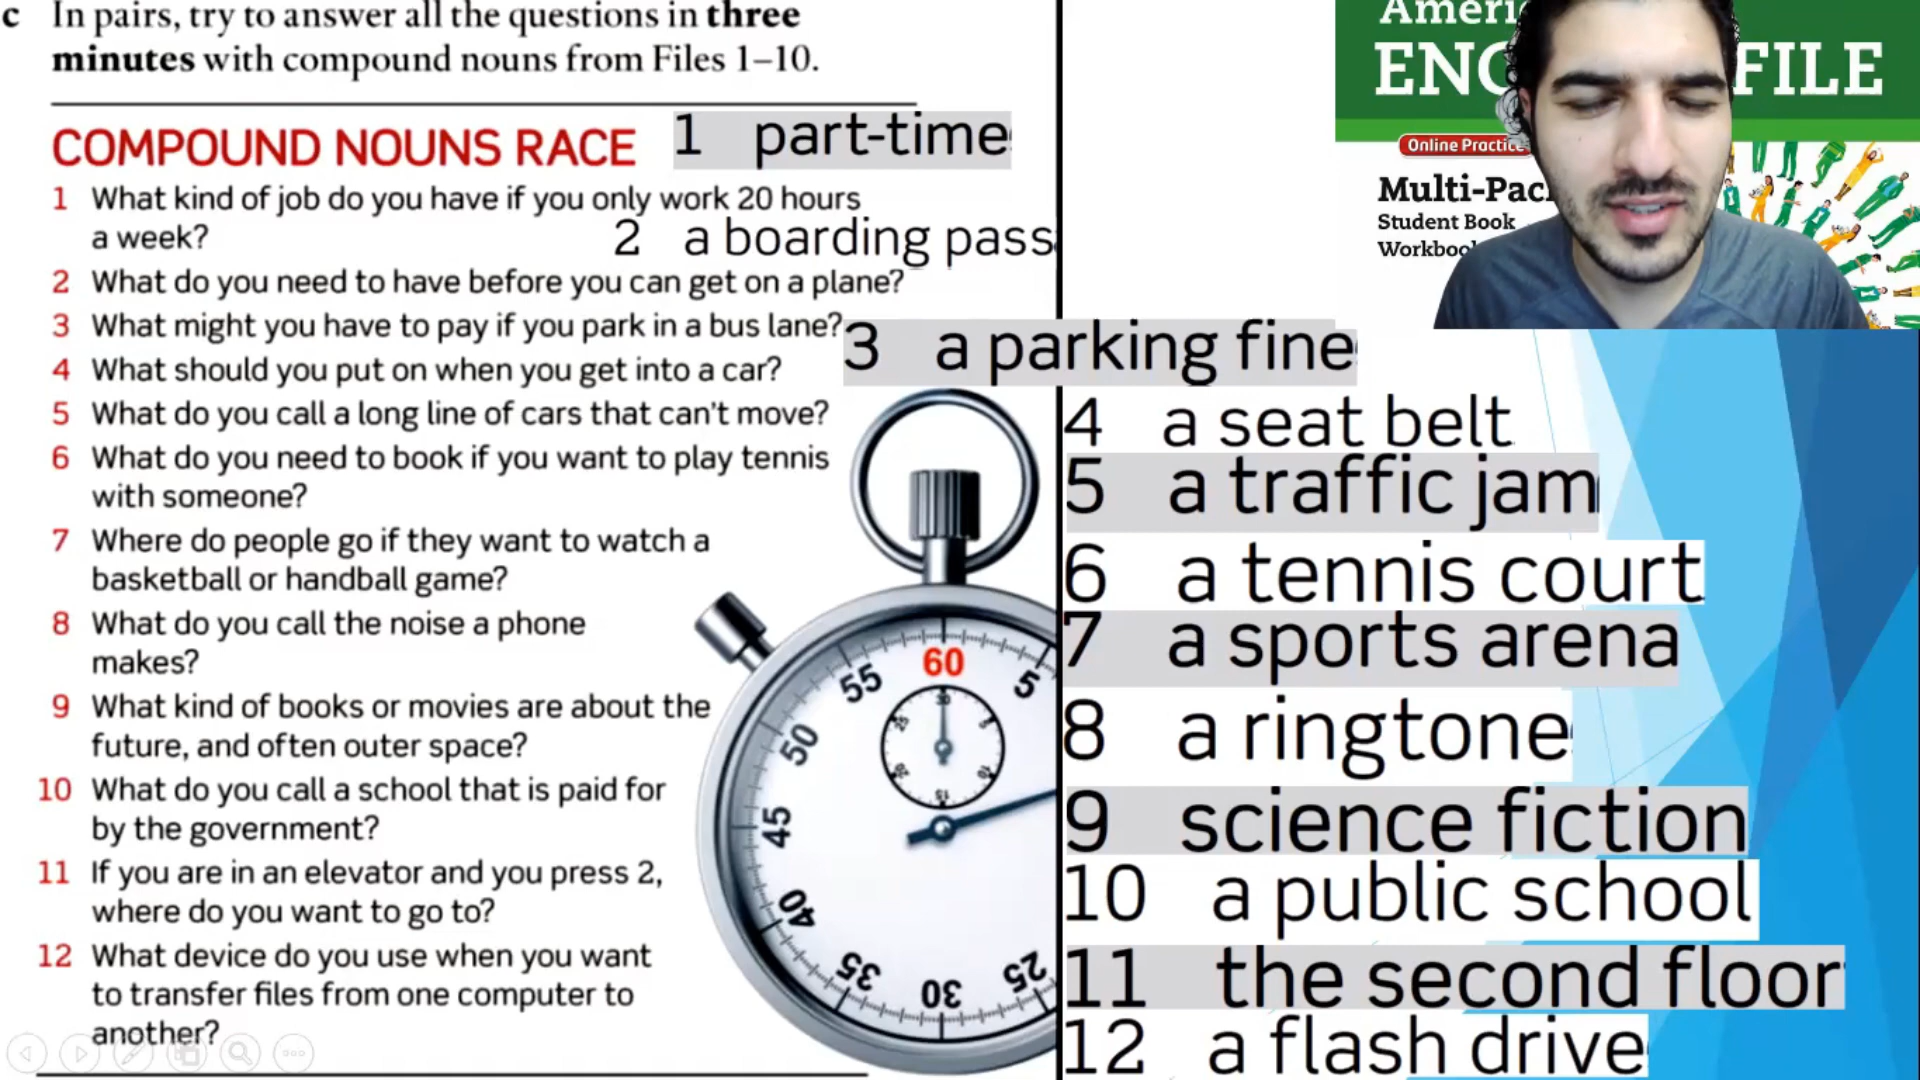 c In pairs, try to answer all the questions in three
minutes with compound nouns from Files 1–10.
COMPOUND NOUNS RACE
1 part-time
1 What kind of job do you have if you only work 20 hours
a week?
2 a boarding pass
2 What do you need to have before you can get on a plane?
3 What might you have to pay if you park in a bus lane?
3 a parking fine
4 What should you put on when you get into a car?
5 What do you call a long line of cars that can't move?
6 What do you need to book if you want to play tennis
with someone?
7 Where do people go if they want to watch a
basketball or handball game?
8 What do you call the noise a phone
makes?
9 What kind of books or movies are about the
future, and often outer space?
10 What do you call a school that is paid for
by the government?
11 If you are in an elevator and you press 2,
where do you want to go to?
12 What device do you use when you want
to transfer files from one computer to
another?
4 a seat belt
5 a traffic jam
6 a tennis court
7 a sports arena
8 a ringtone
9 science fiction
10 a public school
11 the second floor
12 a flash drive
60
5
55
50
45
40
35
30
25
FILE
Online Practice
Student Book